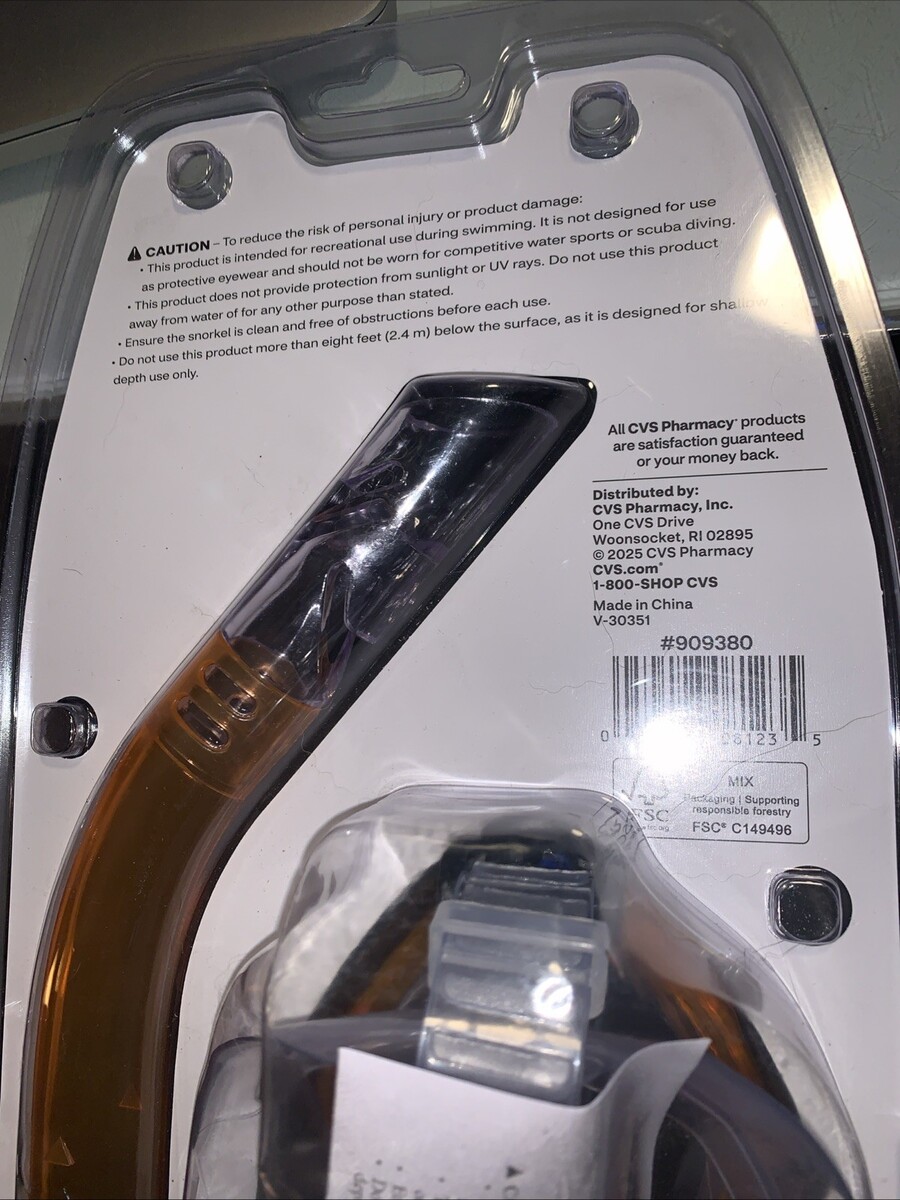 ⚠ CAUTION – To reduce the risk of personal injury or product damage:
• This product is intended for recreational use during swimming. It is not designed for use
as protective eyewear and should not be worn for competitive water sports or scuba diving.
• This product does not provide protection from sunlight or UV rays. Do not use this product
away from water of for any other purpose than stated.
• Ensure the snorkel is clean and free of obstructions before each use.
• Do not use this product more than eight feet (2.4 m) below the surface, as it is designed for shallow
depth use only.
All CVS Pharmacy® products
are satisfaction guaranteed
or your money back.
Distributed by:
CVS Pharmacy, Inc.
One CVS Drive
Woonsocket, RI 02895
© 2025 CVS Pharmacy
CVS.com®
1-800-SHOP CVS
Made in China
V-30351
#909380
0 08123 5
MIX
Packaging | Supporting
responsible forestry
FSC
FSC® C149496